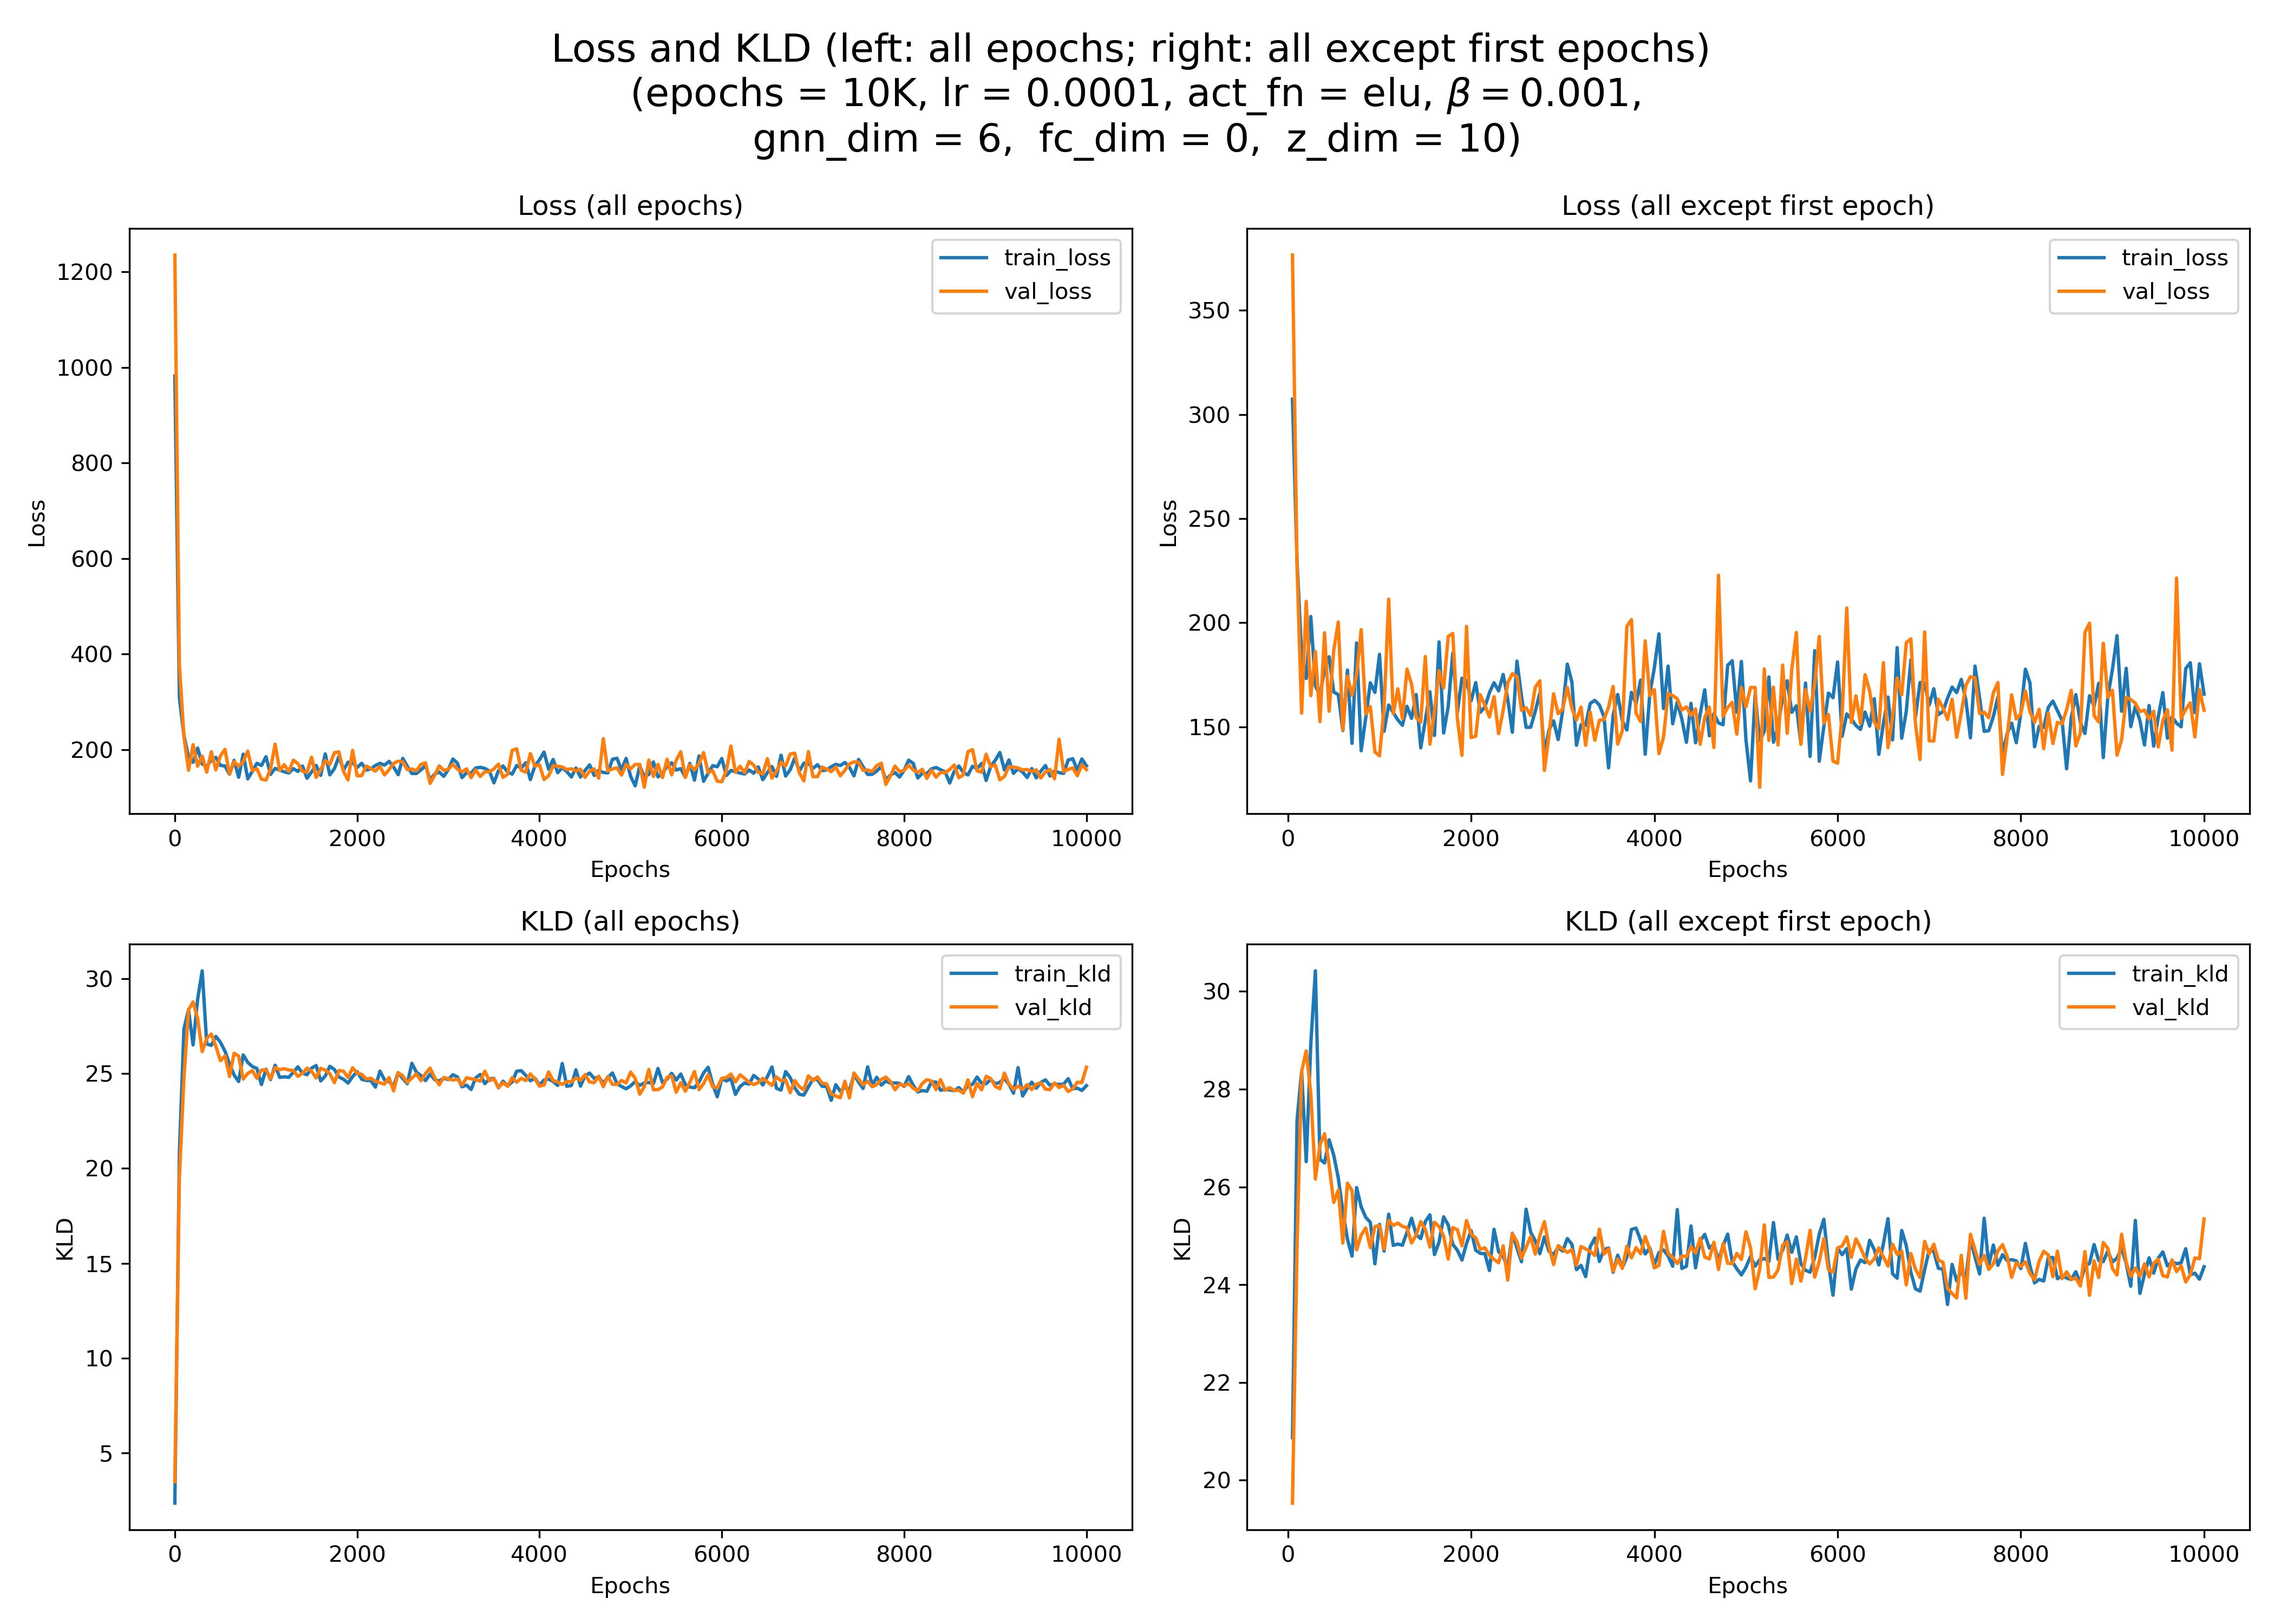 Loss and KLD (left: all epochs; right: all except first epochs)
(epochs = 10K, lr = 0.0001, act_fn = elu, β = 0.001,
gnn_dim = 6,  fc_dim = 0,  z_dim = 10)
Loss (all epochs)
1200
1000
800
600
400
200
Loss
train_loss
val_loss
0 2000 4000 6000 8000 10000
Epochs
Loss (all except first epoch)
350
300
250
200
150
Loss
train_loss
val_loss
0 2000 4000 6000 8000 10000
Epochs
KLD (all epochs)
30
25
20
15
10
5
KLD
train_kld
val_kld
0 2000 4000 6000 8000 10000
Epochs
KLD (all except first epoch)
30
28
26
24
22
20
KLD
train_kld
val_kld
0 2000 4000 6000 8000 10000
Epochs